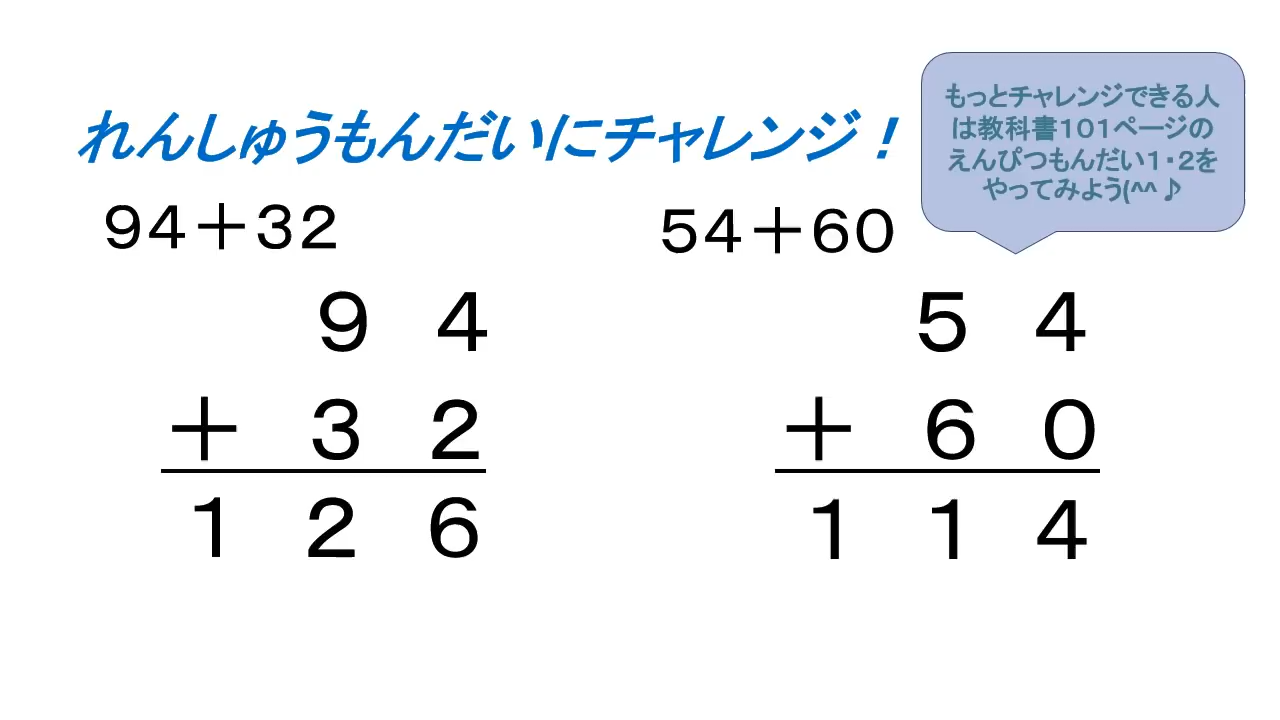 れんしゅうもんだいにチャレンジ！
もっとチャレンジできる人
は教科書１０１ページの
えんぴつもんだい１・２を
やってみよう(^^♪
９４＋３２
９ ４
＋ ３ ２
１ ２ ６
５４＋６０
５ ４
＋ ６ ０
１ １ ４